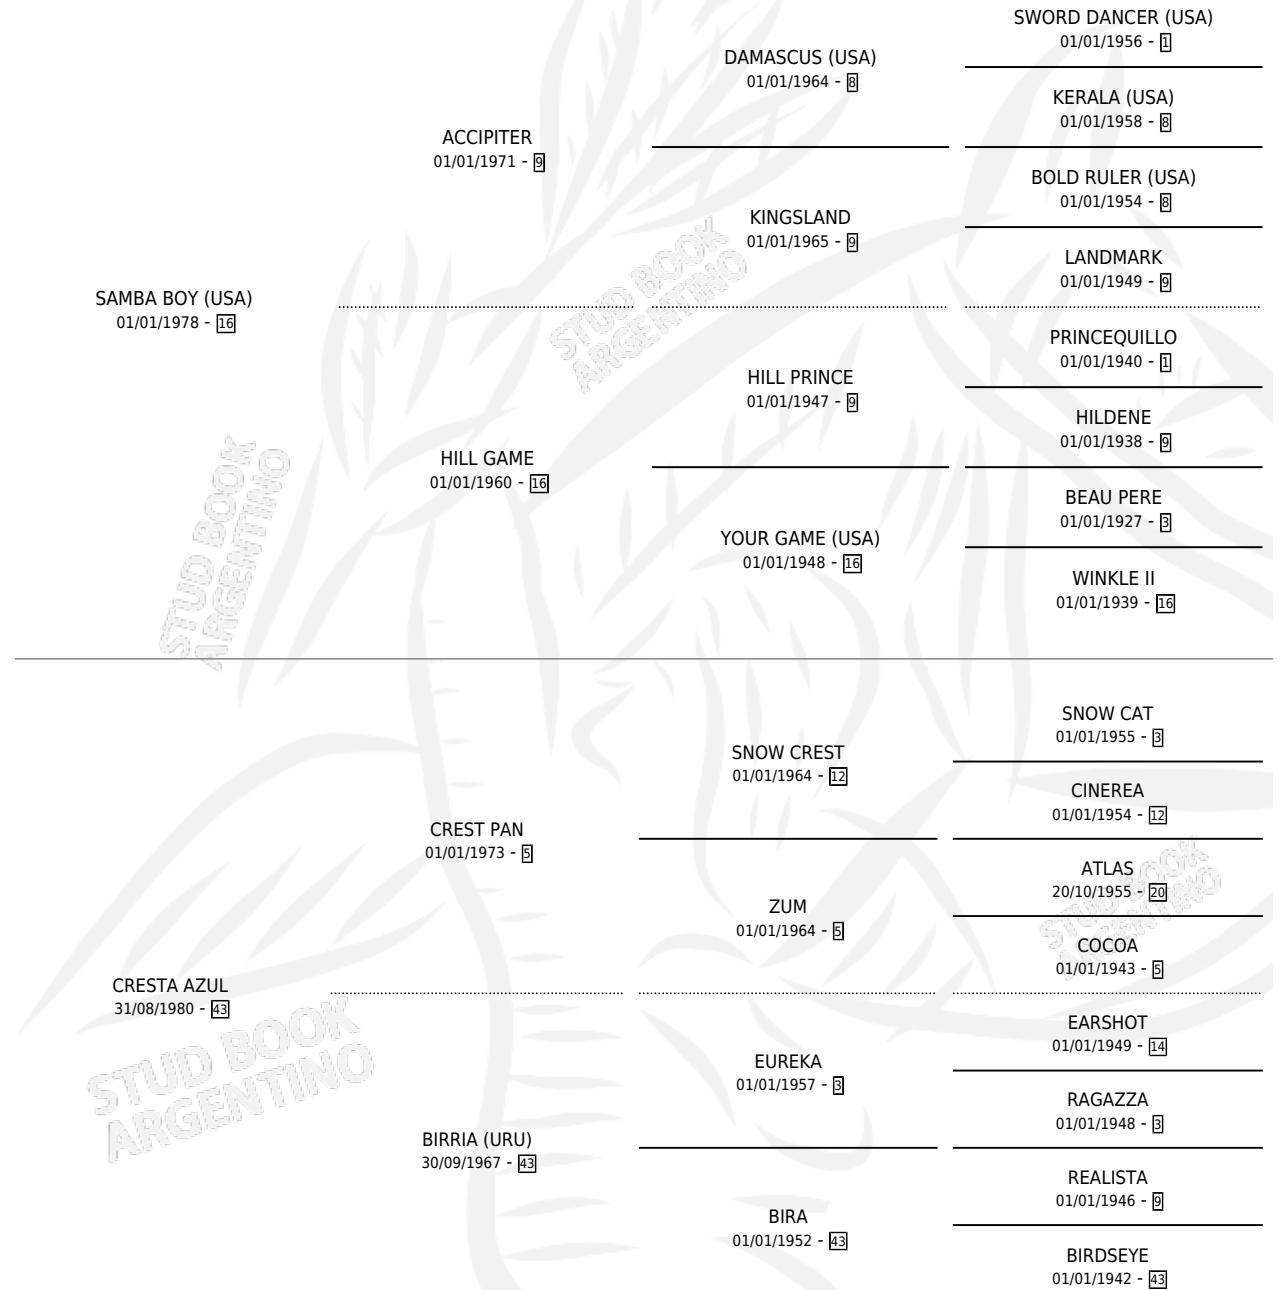 SWORD DANCER (USA)
01/01/1956 - 1
DAMASCUS (USA)
01/01/1964 - 8
KERALA (USA)
01/01/1958 - 8
ACCIPITER
01/01/1971 - 9
BOLD RULER (USA)
01/01/1954 - 8
KINGSLAND
01/01/1965 - 9
LANDMARK
01/01/1949 - 9
SAMBA BOY (USA)
01/01/1978 - 16
PRINCEQUILLO
01/01/1940 - 1
HILL PRINCE
01/01/1947 - 9
HILDENE
01/01/1938 - 9
HILL GAME
01/01/1960 - 16
BEAU PERE
01/01/1927 - 3
YOUR GAME (USA)
01/01/1948 - 16
WINKLE II
01/01/1939 - 16
STUD BOOK
ARGENTINO
STUD BOOK
ARGENTINO
SNOW CAT
01/01/1955 - 3
SNOW CREST
01/01/1964 - 12
CINEREA
01/01/1954 - 12
CREST PAN
01/01/1973 - 5
ATLAS
20/10/1955 - 20
ZUM
01/01/1964 - 5
COCOA
01/01/1943 - 5
STUD BOOK
ARGENTINO
CRESTA AZUL
31/08/1980 - 43
EARSHOT
01/01/1949 - 14
EUREKA
01/01/1957 - 3
RAGAZZA
01/01/1948 - 3
BIRRIA (URU)
30/09/1967 - 43
REALISTA
01/01/1946 - 9
BIRA
01/01/1952 - 43
BIRDSEYE
01/01/1942 - 43
STUD BOOK
ARGENTINO